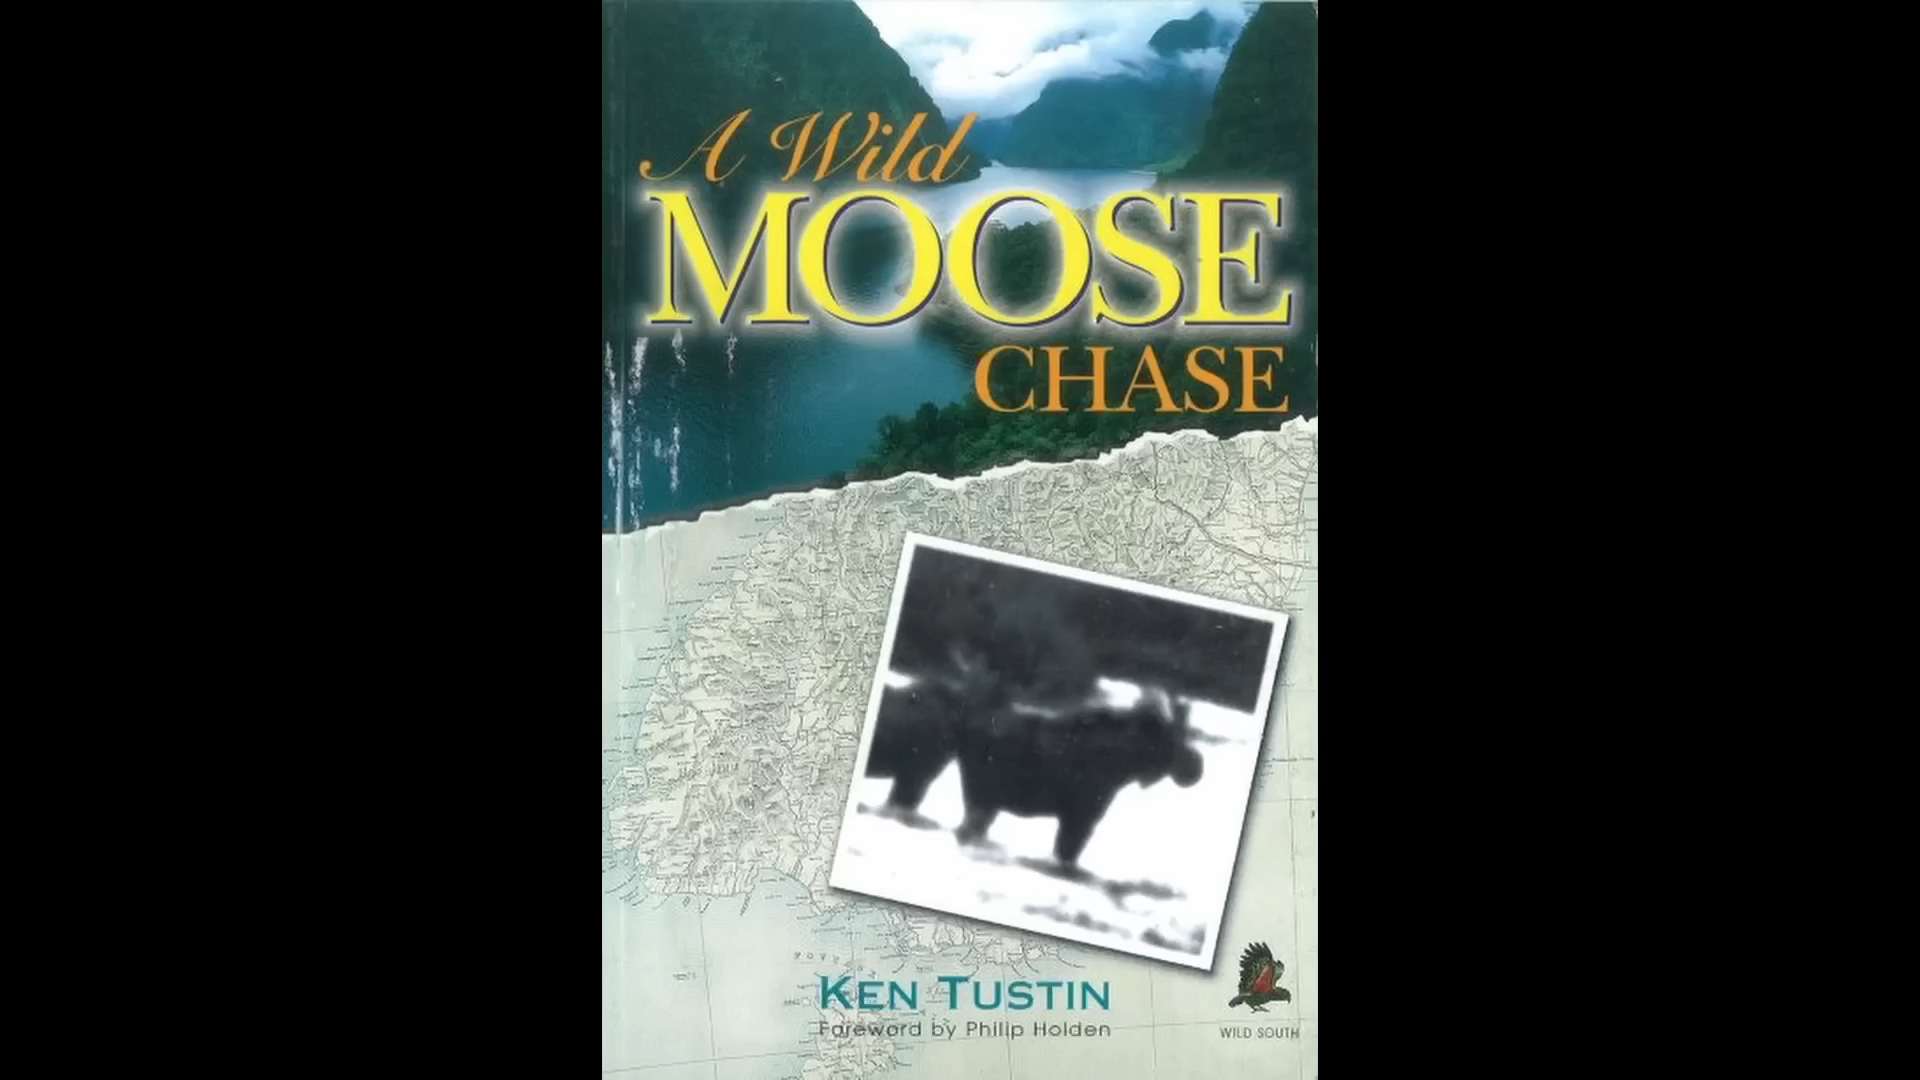 A Wild
MOOSE
CHASE
KEN TUSTIN
Foreword by Philip Holden
WILD SOUTH